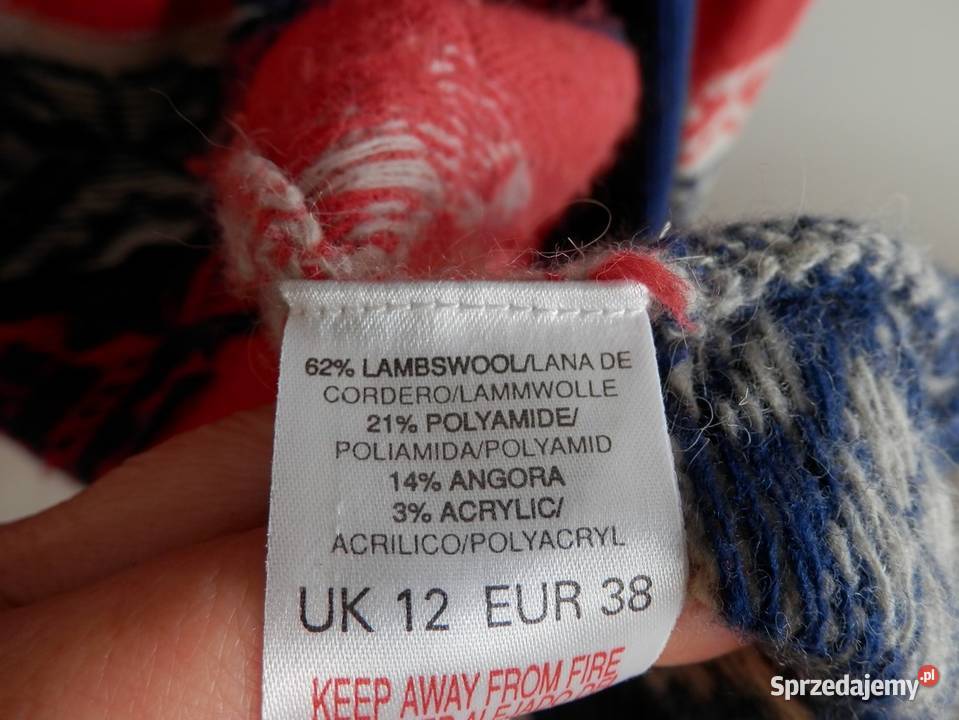 62% LAMBSWOOL/LANA DE
CORDERO/LAMMWOLLE
21% POLYAMIDE/
POLIAMIDA/POLYAMID
14% ANGORA
3% ACRYLIC/
ACRILICO/POLYACRYL
UK 12 EUR 38
KEEP AWAY FROM FIRE
Sprzedajemy.pl